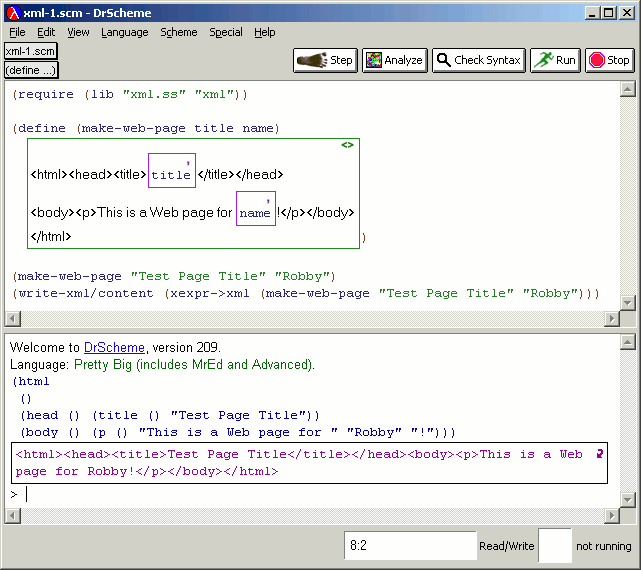 xml-1.scm - DrScheme
File Edit View Language Scheme Special Help
xml-1.scm
(define ...)
Step Analyze Check Syntax Run Stop
(require (lib "xml.ss" "xml"))
(define (make-web-page title name)
<>
<html><head><title> ,title </title></head>
<body><p>This is a Web page for ,name !</p></body>
</html> )
(make-web-page "Test Page Title" "Robby")
(write-xml/content (xexpr->xml (make-web-page "Test Page Title" "Robby")))
Welcome to DrScheme, version 209.
Language: Pretty Big (includes MrEd and Advanced).
(html
()
(head () (title () "Test Page Title"))
(body () (p () "This is a Web page for " "Robby" "!")))
<html><head><title>Test Page Title</title></head><body><p>This is a Web
page for Robby!</p></body></html>
>
8:2 Read/Write not running